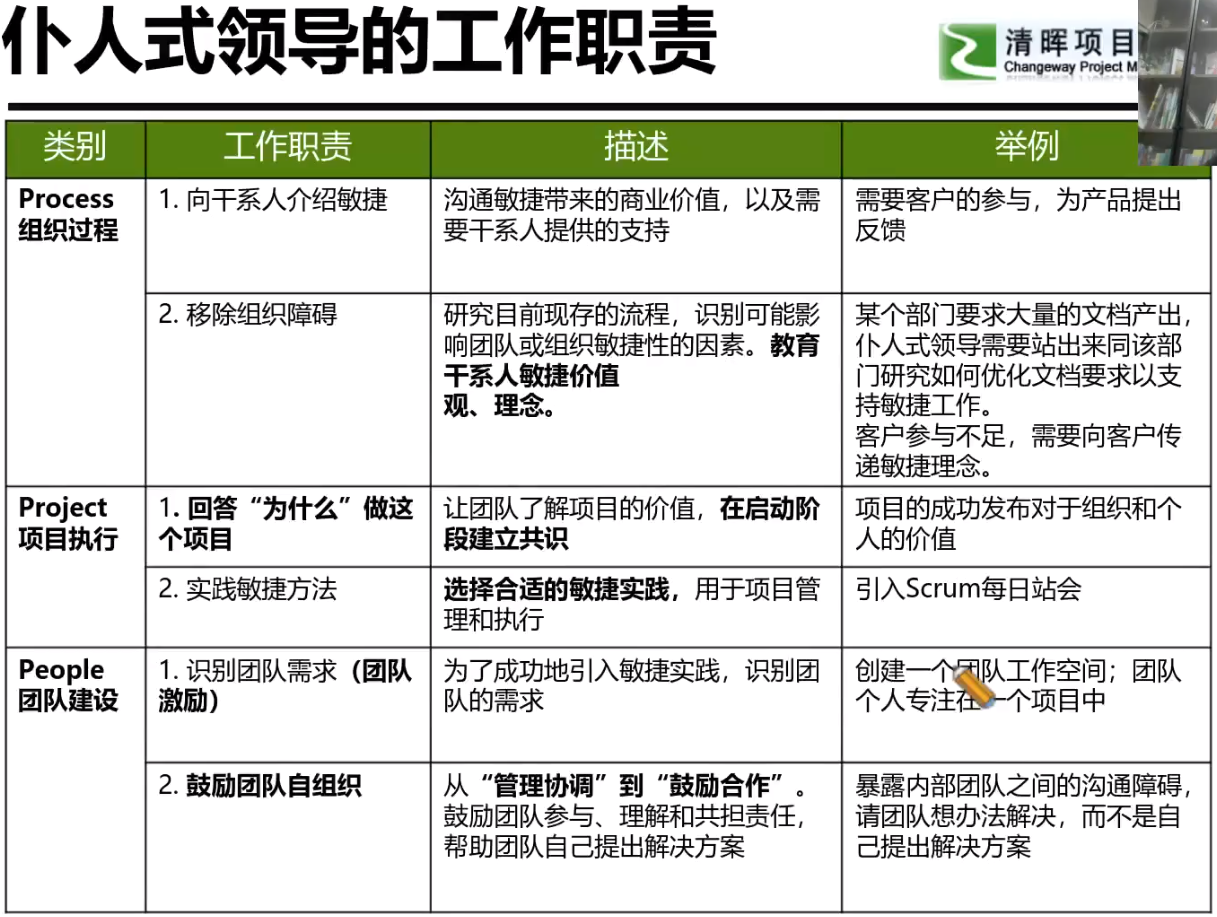 仆人式领导的工作职责
清晖项目
Changeway Project M
类别
工作职责
描述
举例
Process
组织过程
1. 向干系人介绍敏捷
沟通敏捷带来的商业价值，以及需
要干系人提供的支持
需要客户的参与，为产品提出
反馈
2. 移除组织障碍
研究目前现存的流程，识别可能影
响团队或组织敏捷性的因素。教育
干系人敏捷价值
观、理念。
某个部门要求大量的文档产出，
仆人式领导需要站出来同该部
门研究如何优化文档要求以支
持敏捷工作。
客户参与不足，需要向客户传
递敏捷理念。
Project
项目执行
1. 回答“为什么”做这
个项目
让团队了解项目的价值，在启动阶
段建立共识
项目的成功发布对于组织和个
人的价值
2. 实践敏捷方法
选择合适的敏捷实践，用于项目管
理和执行
引入Scrum每日站会
People
团队建设
1. 识别团队需求（团队
激励）
为了成功地引入敏捷实践，识别团
队的需求
创建一个团队工作空间；团队
个人专注在一个项目中
2. 鼓励团队自组织
从“管理协调”到“鼓励合作”。
鼓励团队参与、理解和共担责任，
帮助团队自己提出解决方案
暴露内部团队之间的沟通障碍，
请团队想办法解决，而不是自
己提出解决方案